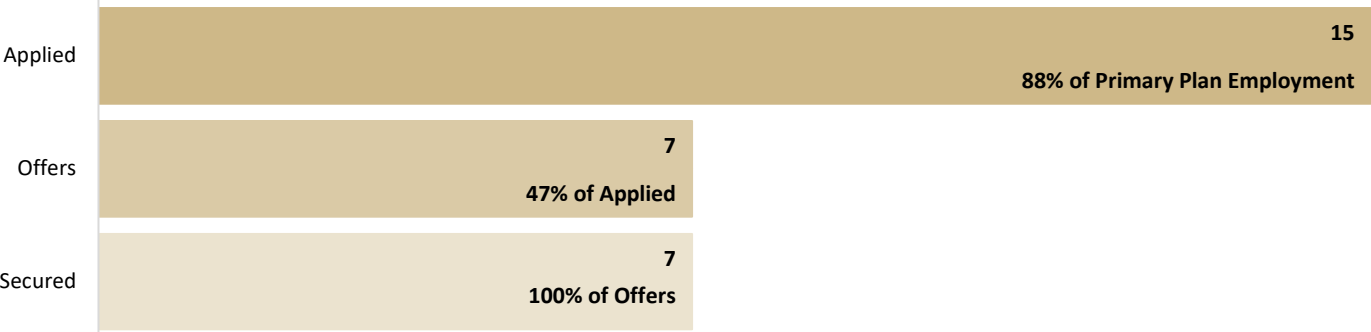 Applied
15
88% of Primary Plan Employment
Offers
7
47% of Applied
Secured
7
100% of Offers